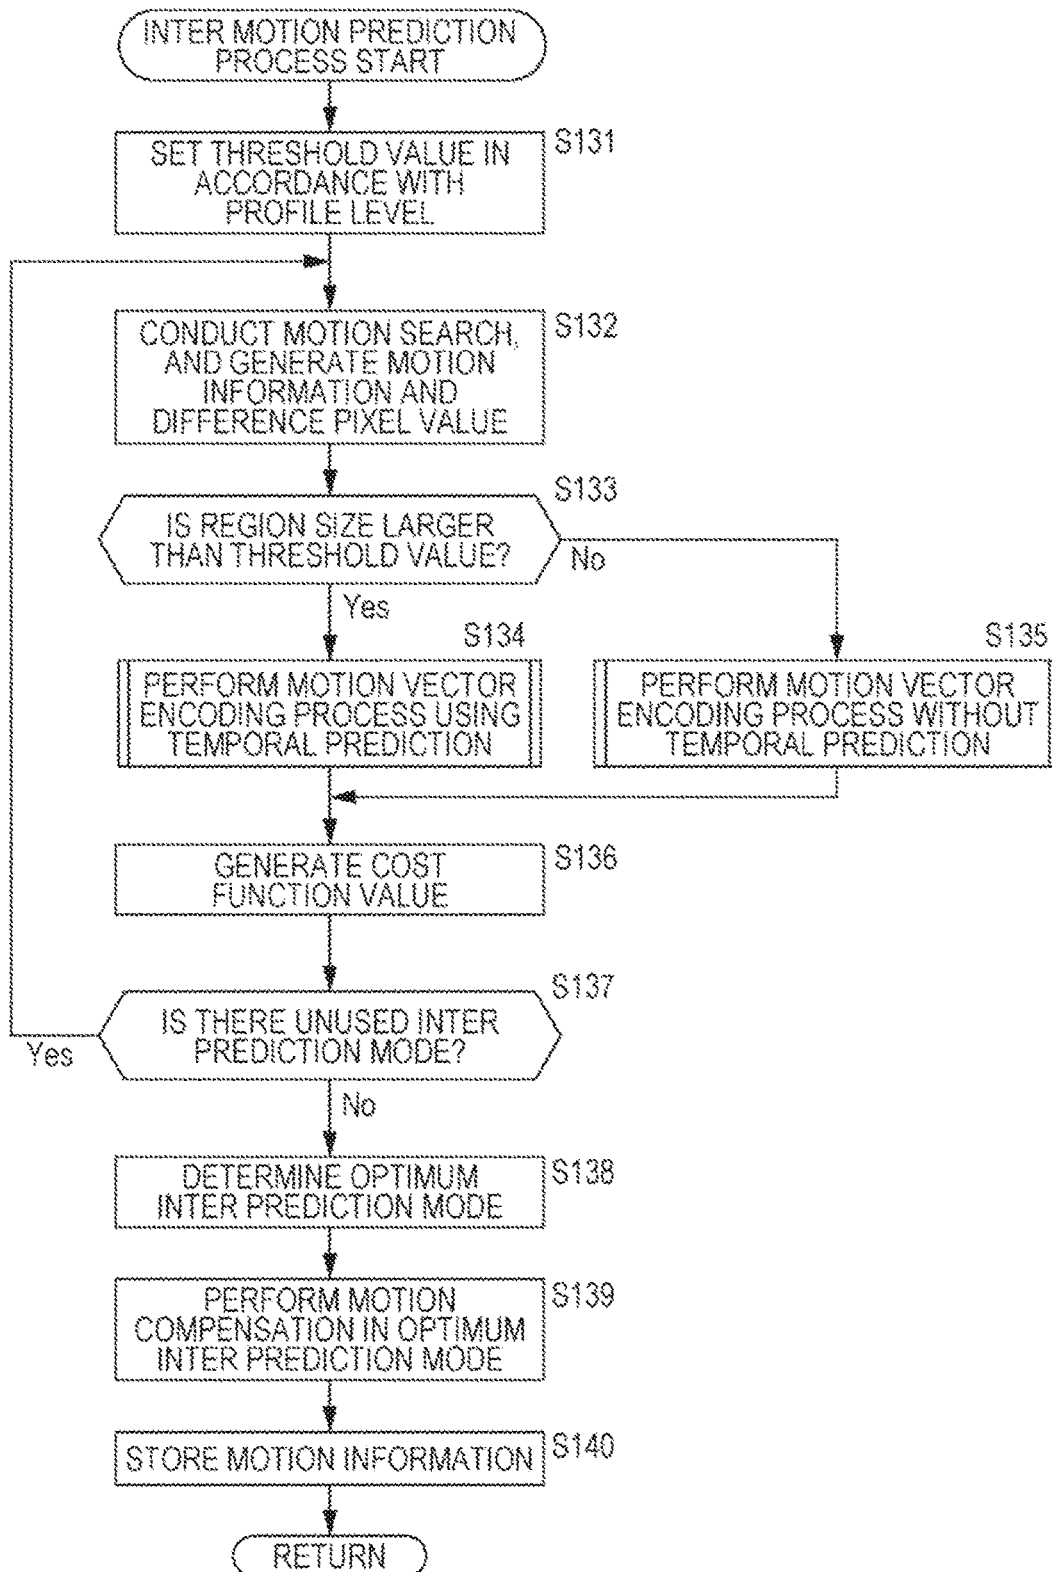 INTER MOTION PREDICTION
PROCESS START
S131
SET THRESHOLD VALUE IN
ACCORDANCE WITH
PROFILE LEVEL
S132
CONDUCT MOTION SEARCH,
AND GENERATE MOTION
INFORMATION AND
DIFFERENCE PIXEL VALUE
S133
IS REGION SIZE LARGER
THAN THRESHOLD VALUE?
No
Yes
S134
S135
PERFORM MOTION VECTOR
ENCODING PROCESS USING
TEMPORAL PREDICTION
PERFORM MOTION VECTOR
ENCODING PROCESS WITHOUT
TEMPORAL PREDICTION
S136
GENERATE COST
FUNCTION VALUE
S137
IS THERE UNUSED INTER
PREDICTION MODE?
Yes
No
S138
DETERMINE OPTIMUM
INTER PREDICTION MODE
S139
PERFORM MOTION
COMPENSATION IN OPTIMUM
INTER PREDICTION MODE
S140
STORE MOTION INFORMATION
RETURN